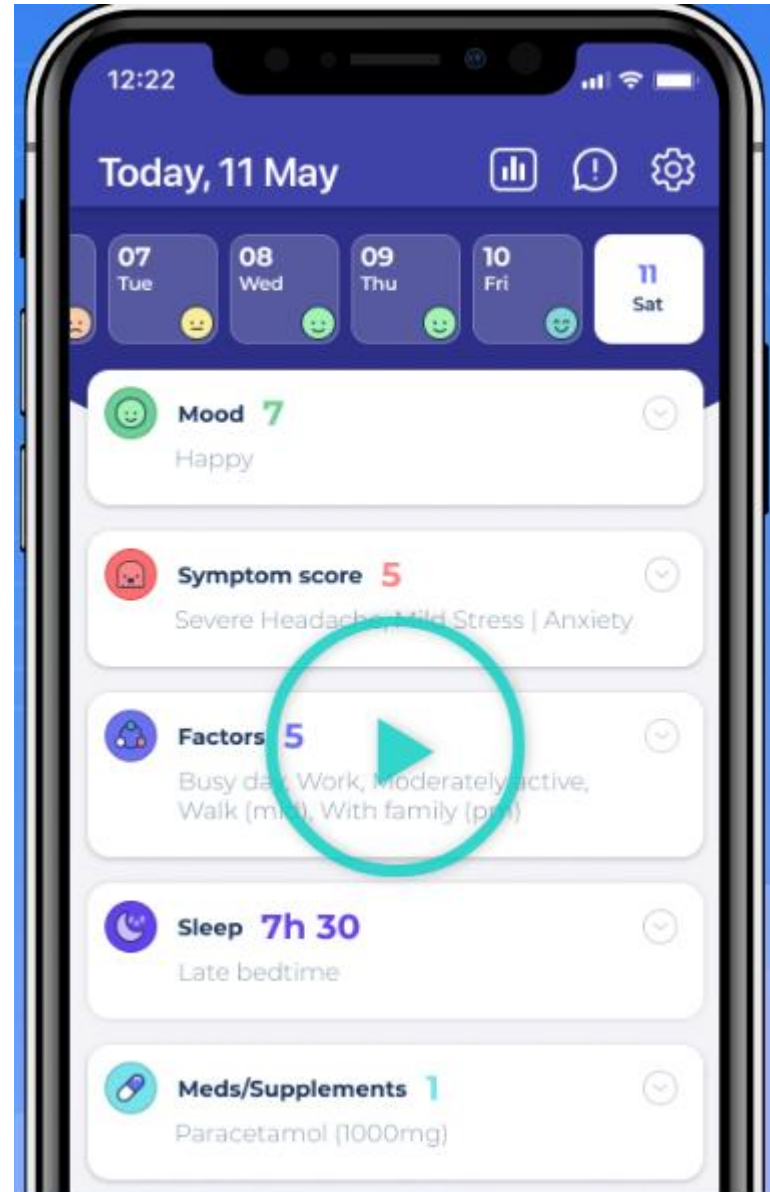 12:22
Today, 11 May
07
Tue
08
Wed
09
Thu
10
Fri
11
Sat
Mood 7
Happy
Symptom score 5
Severe Headache, Mild Stress | Anxiety
Factors 5
Busy day, Work, Moderately active,
Walk (mid), With family (pm)
Sleep 7h 30
Late bedtime
Meds/Supplements 1
Paracetamol (1000mg)